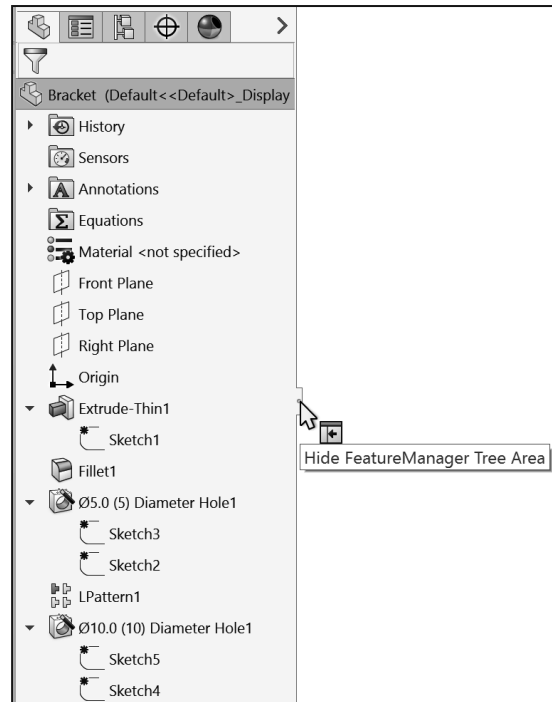 Bracket (Default<<Default>_Display
History
Sensors
Annotations
Equations
Material <not specified>
Front Plane
Top Plane
Right Plane
Origin
Extrude-Thin1
Sketch1
Hide FeatureManager Tree Area
Fillet1
Ø5.0 (5) Diameter Hole1
Sketch3
Sketch2
LPattern1
Ø10.0 (10) Diameter Hole1
Sketch5
Sketch4